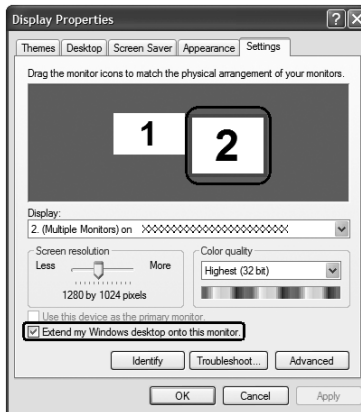 Display Properties
Themes Desktop Screen Saver Appearance Settings
Drag the monitor icons to match the physical arrangement of your monitors.
1 2
Display:
2. (Multiple Monitors) on XXXXXXXXXXXXXXXXXXXXXXX
Screen resolution Color quality
Less More Highest (32 bit)
1280 by 1024 pixels
Use this device as the primary monitor.
Extend my Windows desktop onto this monitor.
Identify Troubleshoot... Advanced
OK Cancel Apply